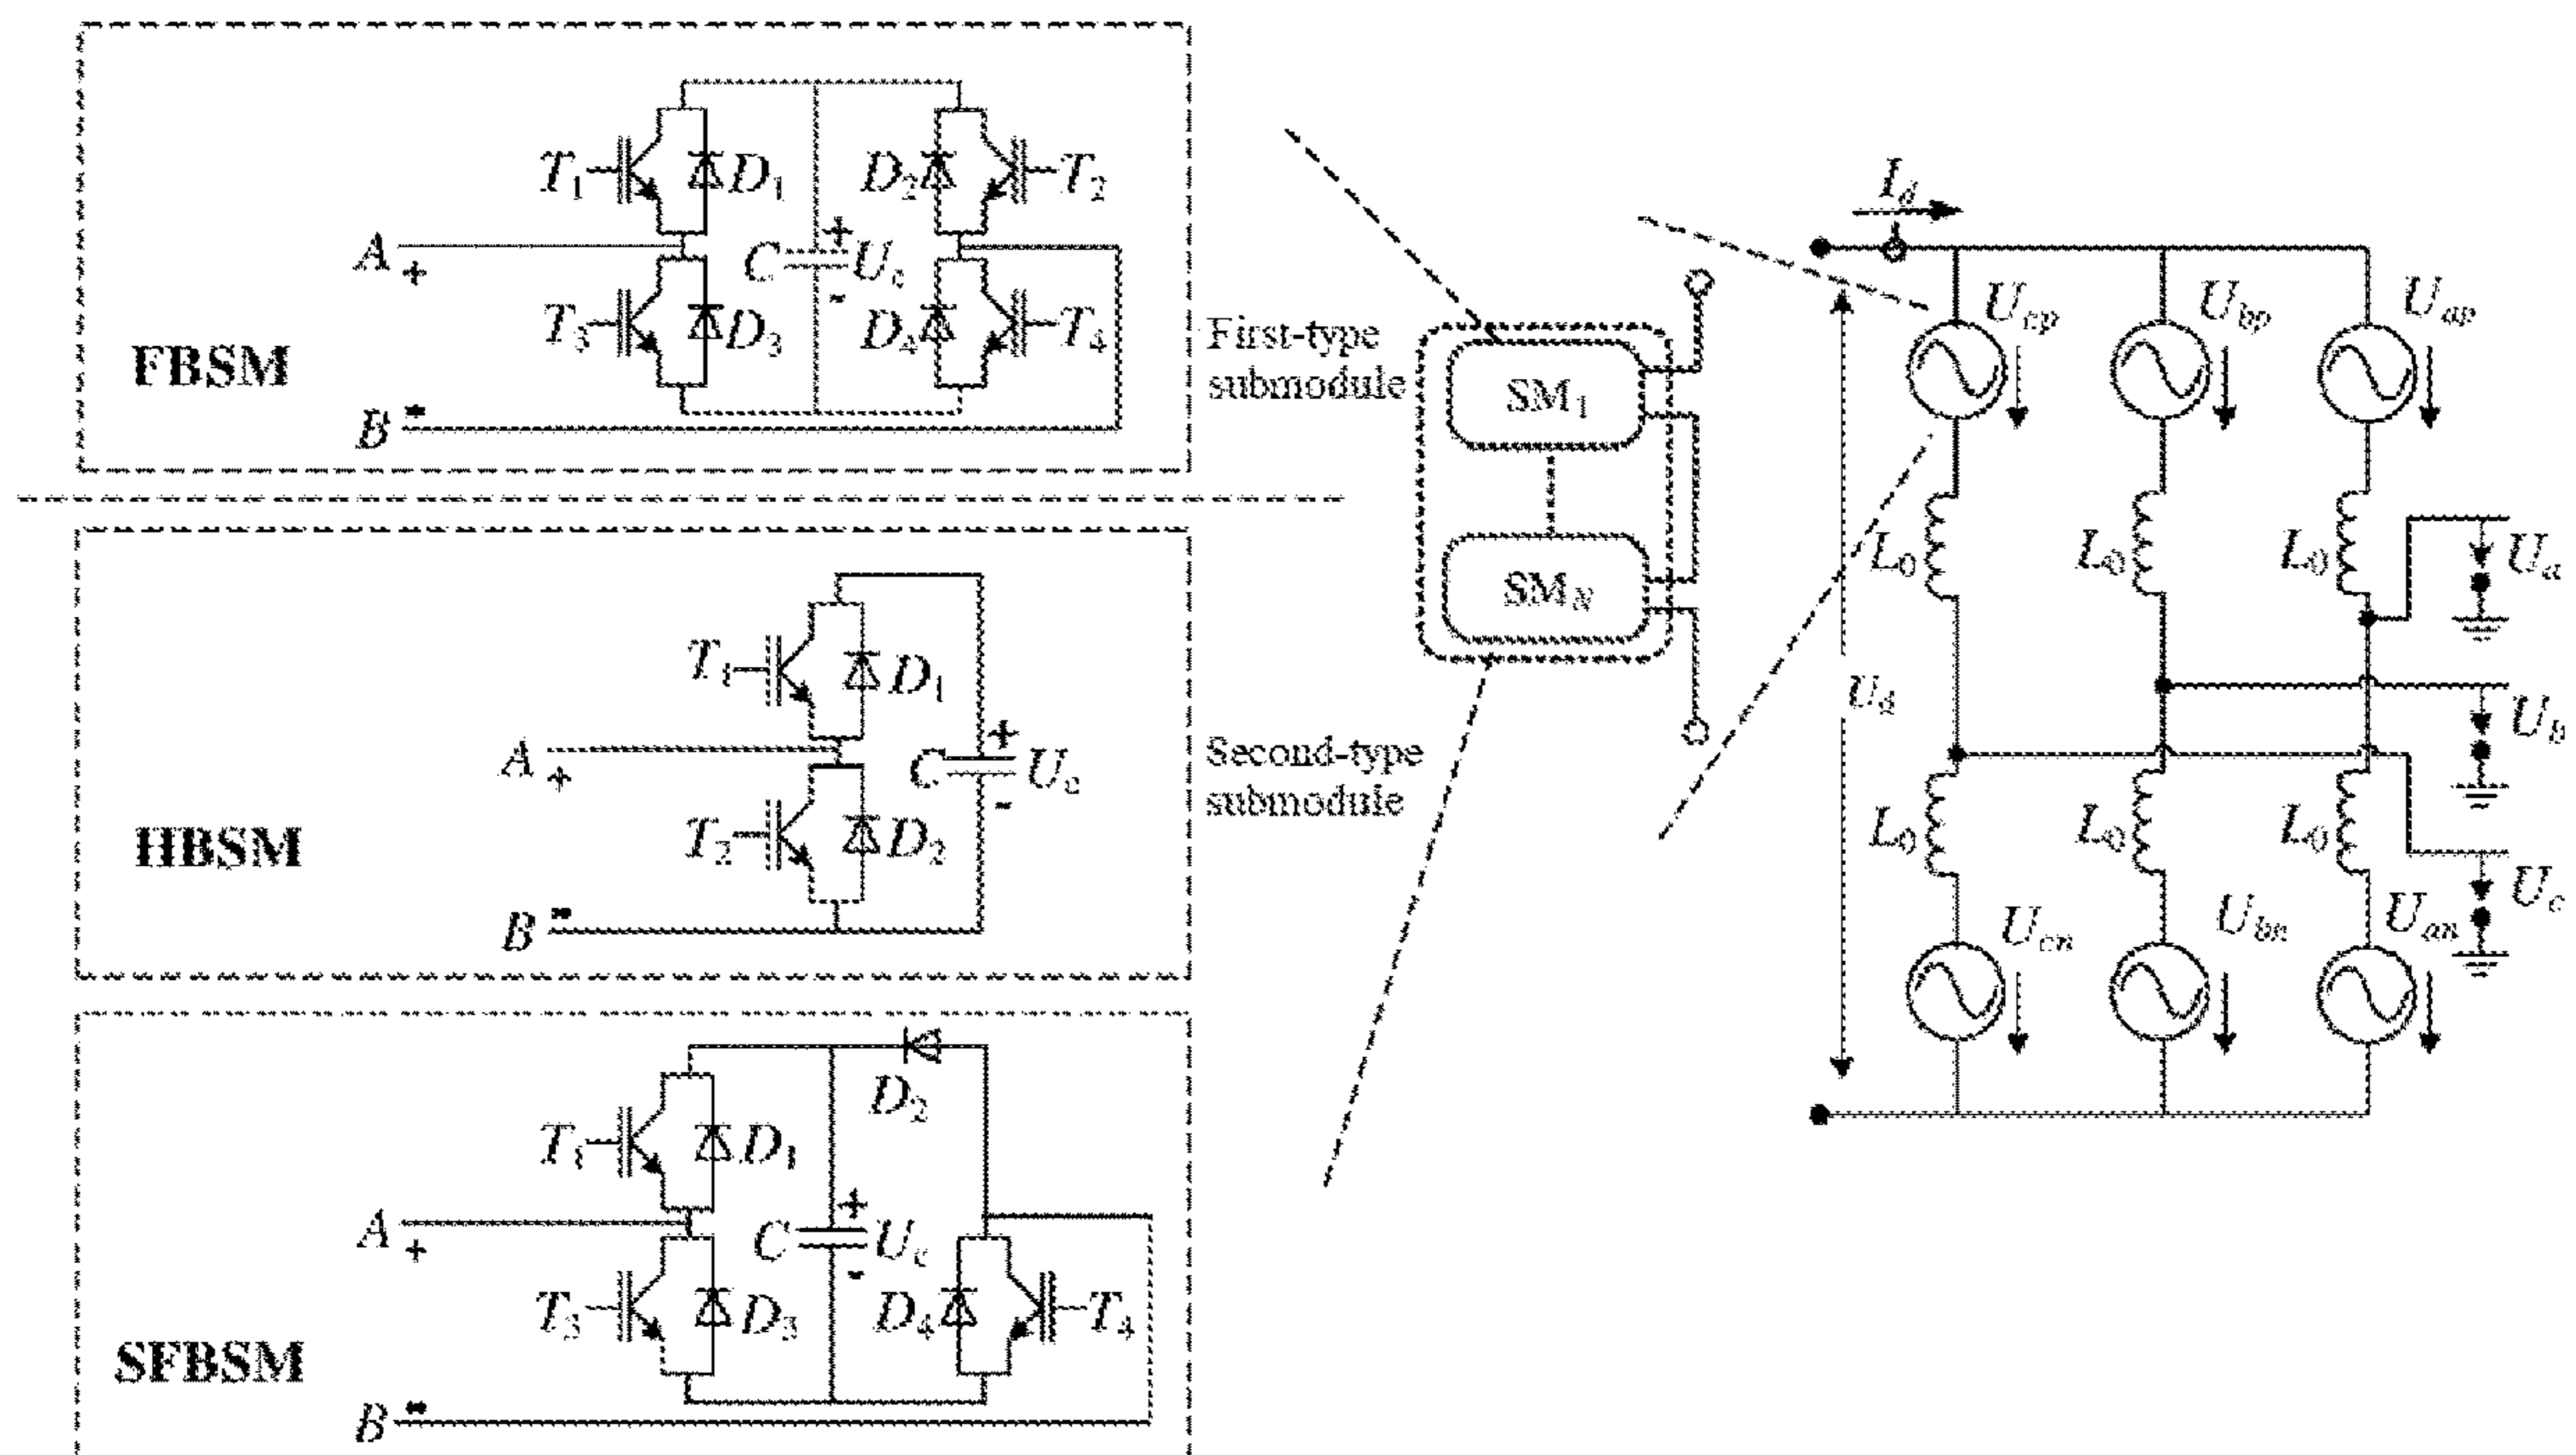 T1 D1 D2 T2
A + C + Uc -
T3 D3 D4 T4
FBSM
B -
First-type
submodule
T1 D1
A + C + Uc -
T2 D2
HBSM
B -
Second-type
submodule
D2
T1 D1
A + C + Uc -
T3 D3 D4 T4
SFBSM
B -
SM1
SMN
Id
Ucp Ubp Uap
L0 L0 L0
Ua
Ud
Ub
L0 L0 L0
Uc
Ucn Ubn Uan